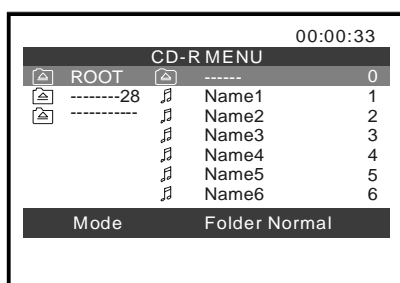 00:00:33
CD-R MENU
ROOT ------ 0
--------28 Name1 1
----------- Name2 2
Name3 3
Name4 4
Name5 5
Name6 6
Mode Folder Normal